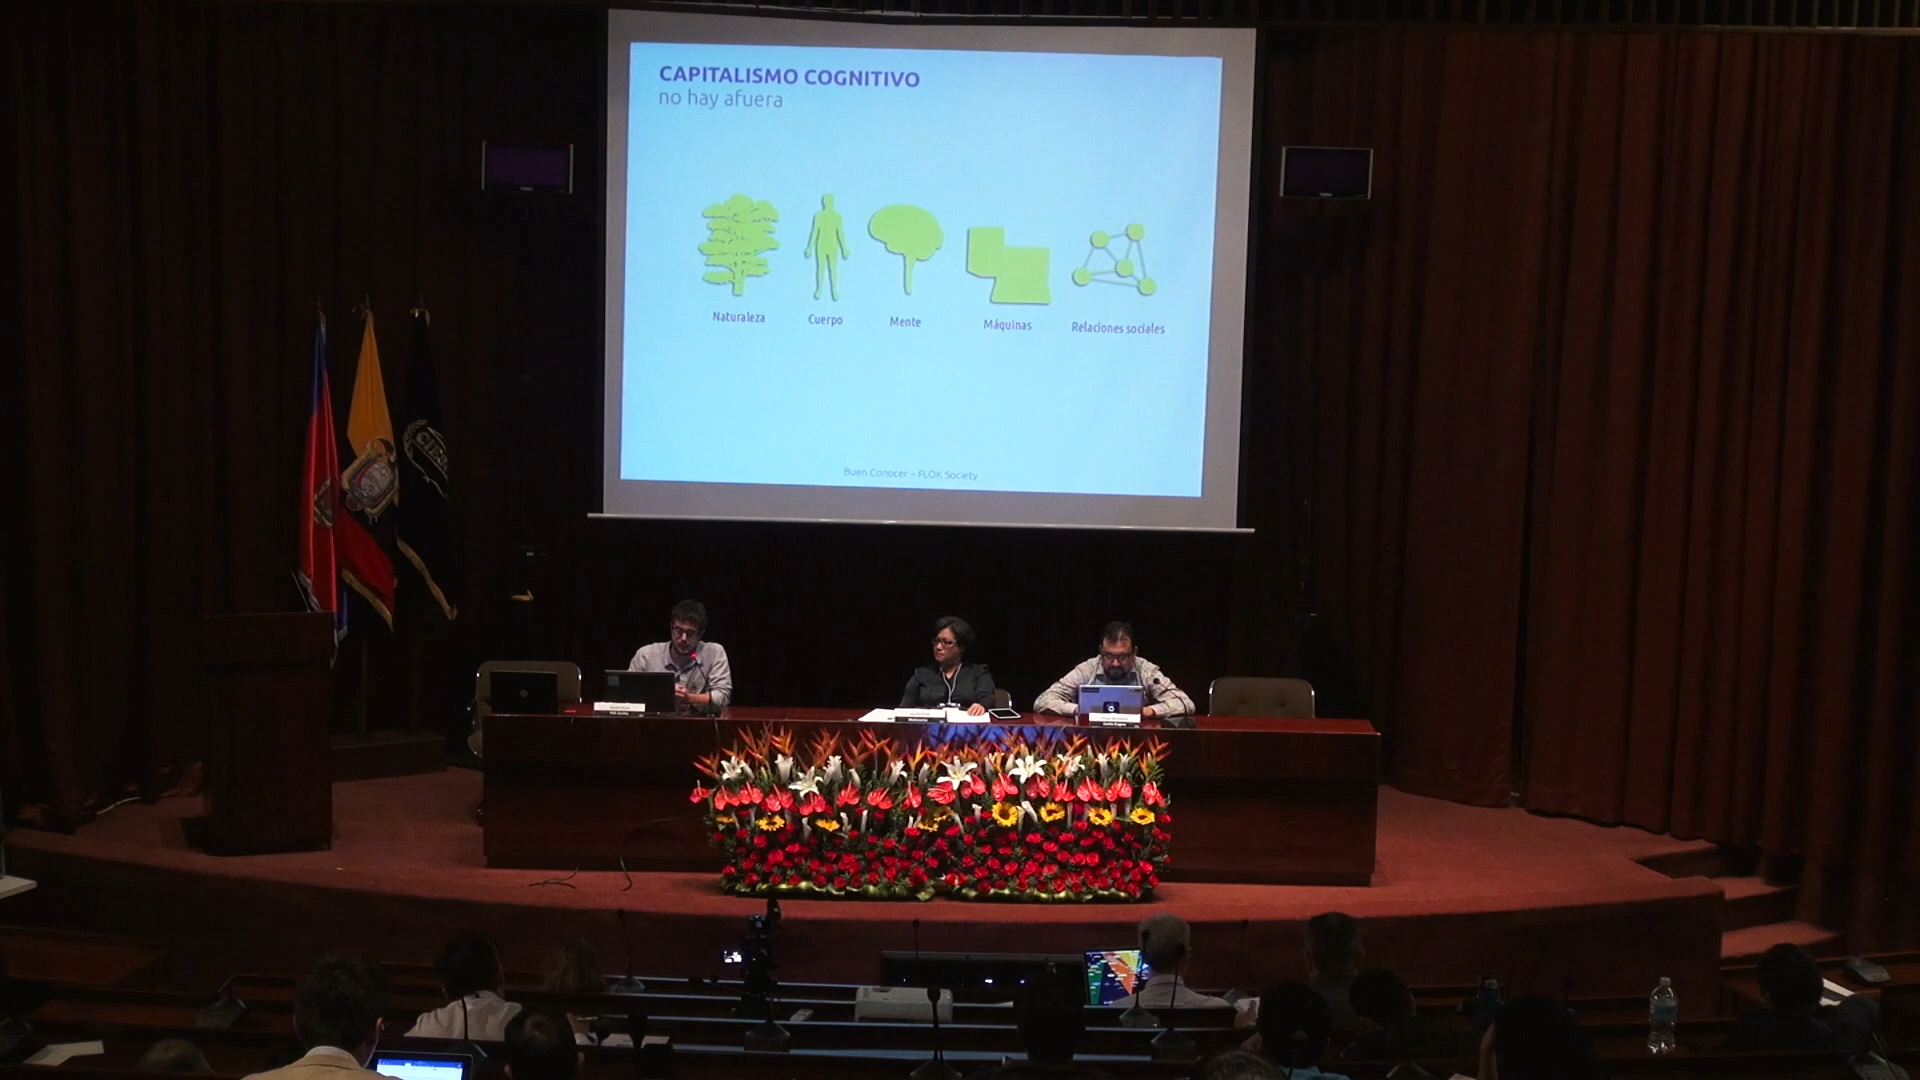 CAPITALISMO COGNITIVO
no hay afuera
Naturaleza
Cuerpo
Mente
Máquinas
Relaciones sociales
Buen Conocer – FLOK Society